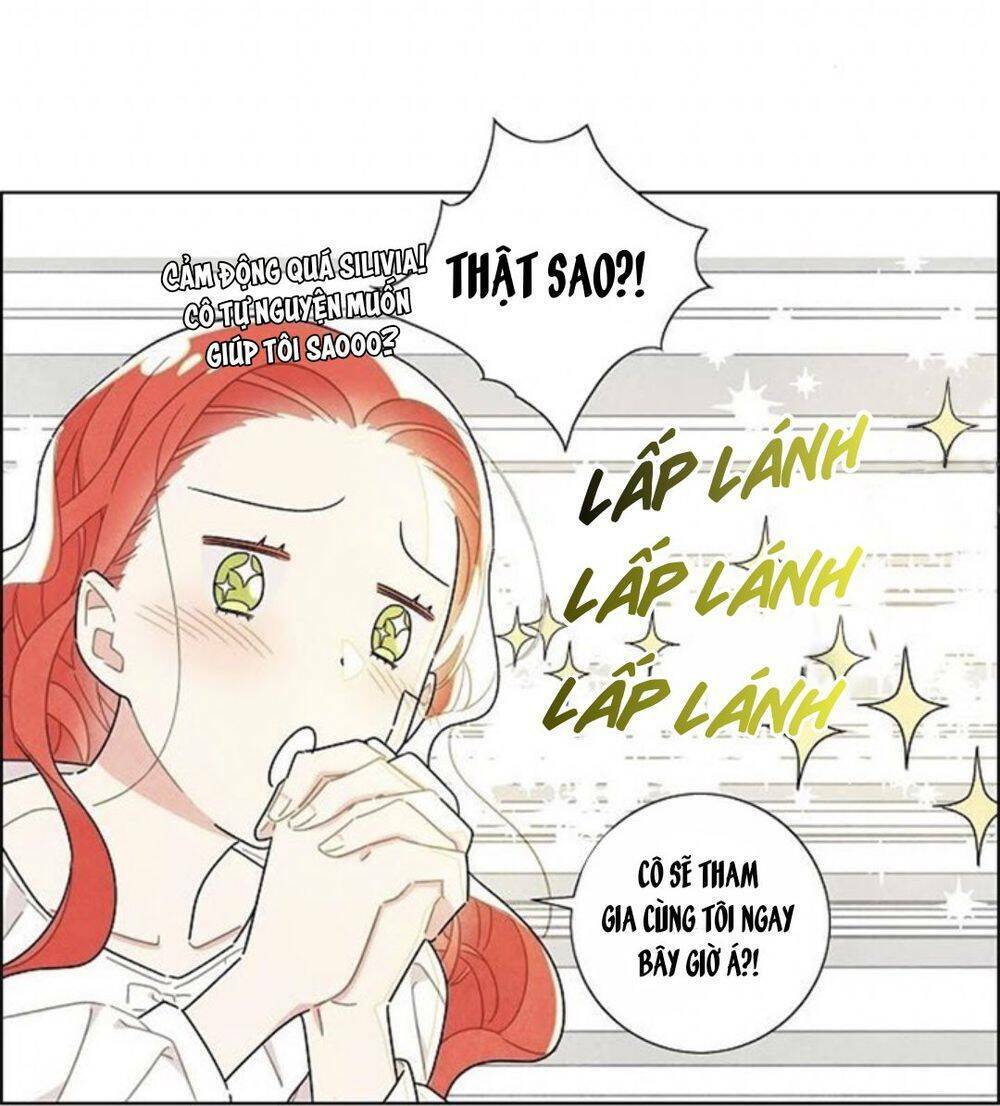 THẬT SAO?!
CẢM ĐỘNG QUÁ SILIVIA!
CÔ TỰ NGUYỆN MUỐN
GIÚP TÔI SAOOO?
LẤP LÁNH
LẤP LÁNH
LẤP LÁNH
CÔ SẼ THAM
GIA CÙNG TÔI NGAY
BÂY GIỜ Á?!